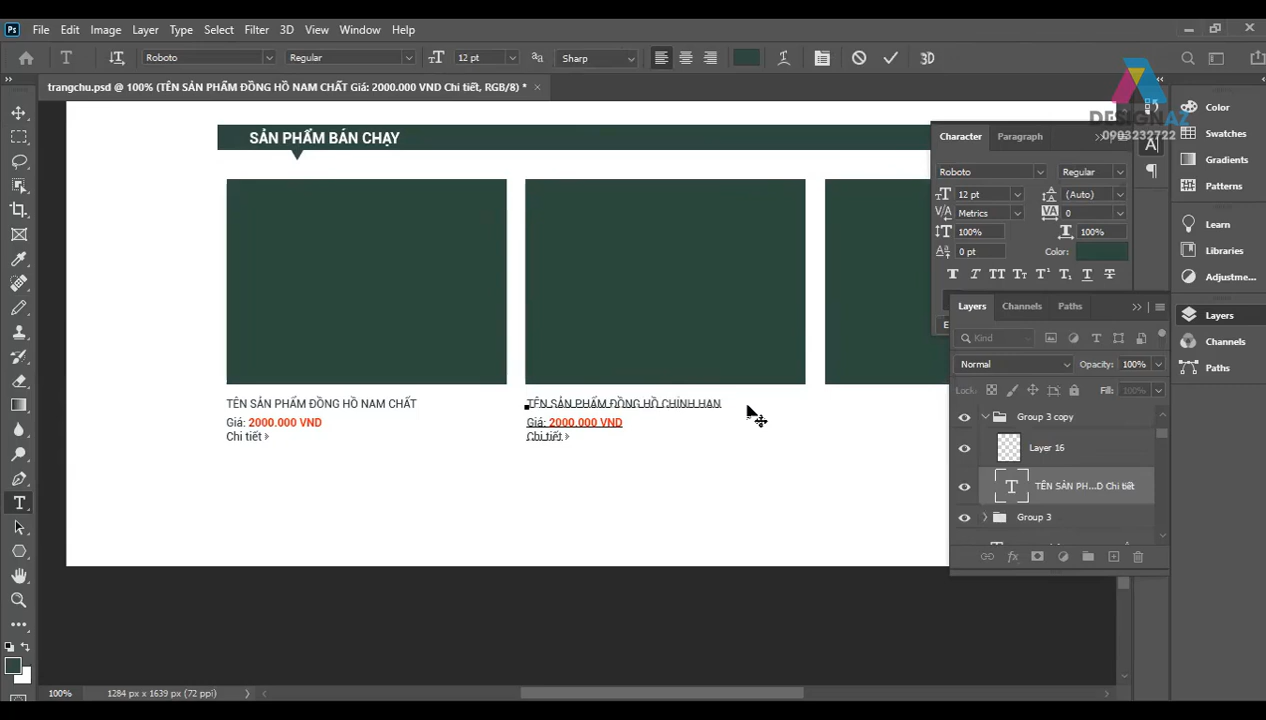 File Edit Image Layer Type Select Filter 3D View Window Help
Roboto Regular 12 pt Sharp 3D
trangchu.psd @ 100% (TÊN SẢN PHẨM ĐỒNG HỒ NAM CHẤT Giá: 2000.000 VND Chi tiết, RGB/8) *
DESIGNAZ
0903232722
SẢN PHẨM BÁN CHẠY
TÊN SẢN PHẨM ĐỒNG HỒ NAM CHẤT
Giá: 2000.000 VND
Chi tiết
TÊN SẢN PHẨM ĐỒNG HỒ CHÍNH HAN
Giá: 2000.000 VND
Chi tiết
Character Paragraph
Roboto Regular
12 pt (Auto)
Metrics 0
100% 100%
0 pt Color:
Layers Channels Paths
Kind
Normal Opacity: 100%
Lock: Fill: 100%
Group 3 copy
Layer 16
TÊN SẢN PH...D Chi tiết
Group 3
Color
Swatches
Gradients
Patterns
Learn
Libraries
Adjustme...
Layers
Channels
Paths
100% 1284 px x 1639 px (72 ppi)